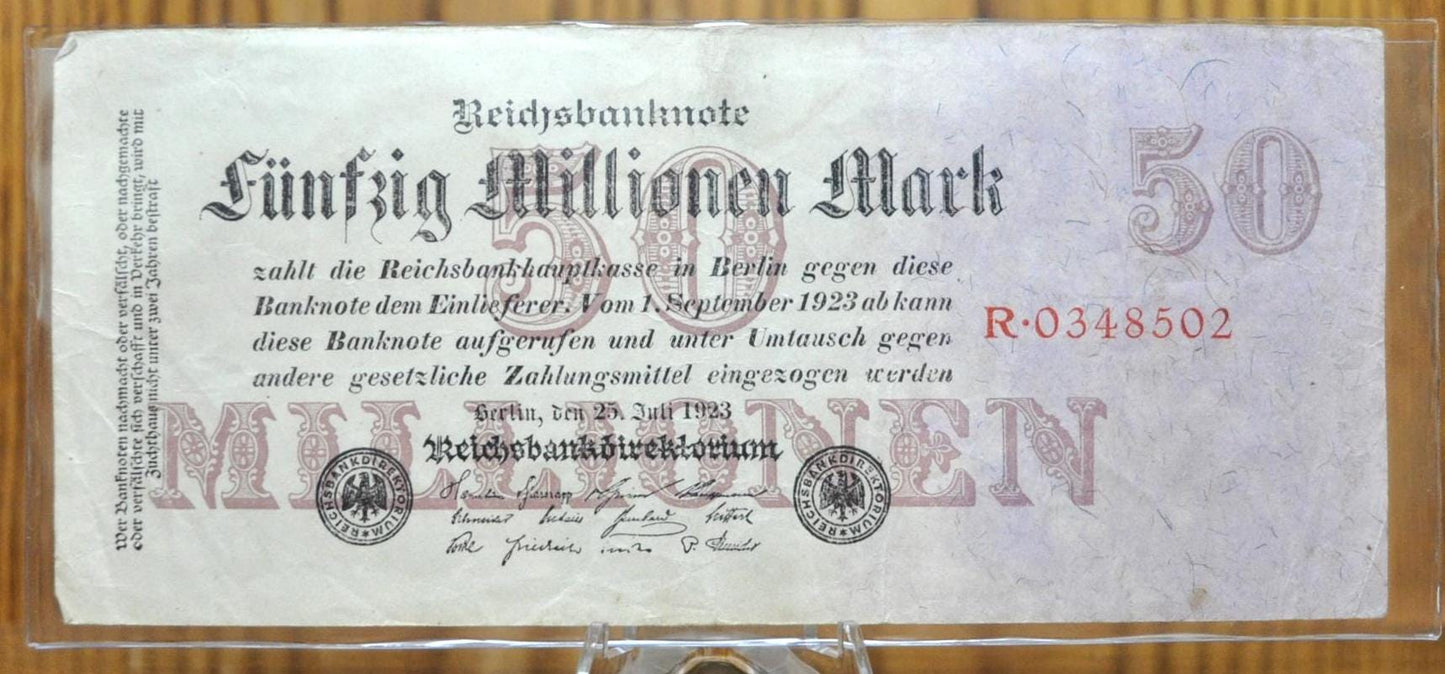 Wer Banknoten nachmacht oder verfälscht, oder nachgemachte
oder verfälschte sich verschafft und in Verkehr bringt, wird mit
Zuchthaus nicht unter zwei Jahren bestraft
Reichsbanknote
Fünfzig Millionen Mark
50
50
zahlt die Reichsbankhauptkasse in Berlin gegen diese
Banknote dem Einlieferer. Vom 1. September 1923 ab kann
diese Banknote aufgerufen und unter Umtausch gegen
andere gesetzliche Zahlungsmittel eingezogen werden
R·0348502
MILLIONEN
Berlin, den 25. Juli 1923
Reichsbankdirektorium
REICHSBANKDIREKTORIUM
REICHSBANKDIREKTORIUM